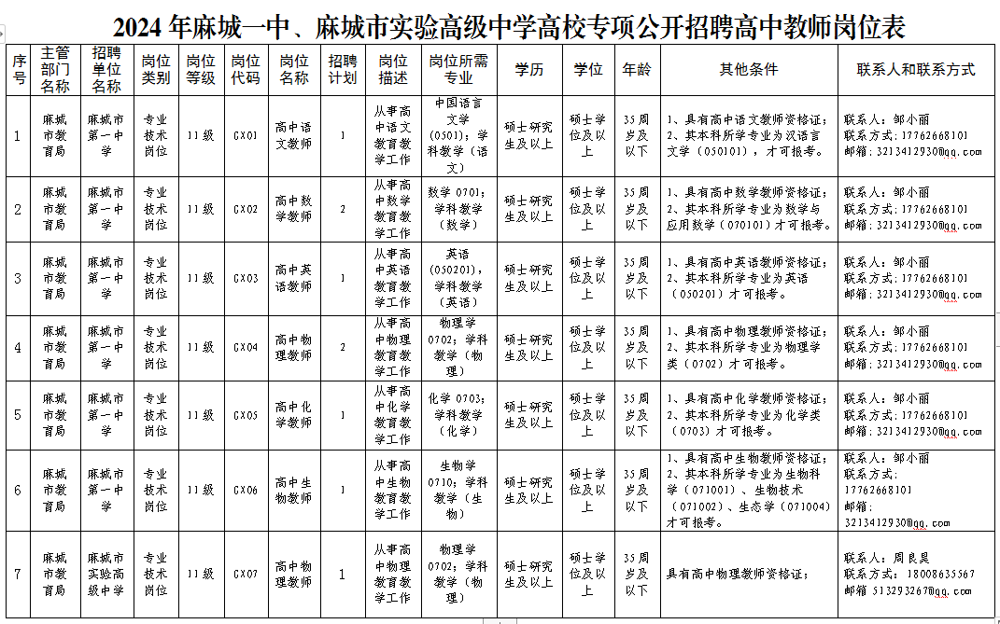 2024 年麻城一中、麻城市实验高级中学高校专项公开招聘高中教师岗位表
序号 主管部门名称 招聘单位名称 岗位类别 岗位等级 岗位代码 岗位名称 招聘计划 岗位描述 岗位所需专业 学历 学位 年龄 其他条件 联系人和联系方式
1 麻城市教育局 麻城市第一中学 专业技术岗位 11 级 GX01 高中语文教师 1 从事高中语文教育教学工作 中国语言文学(0501)；学科教学（语文） 硕士研究生及以上 硕士学位及以上 35 周岁及以下
1、具有高中语文教师资格证；
2、其本科所学专业为汉语言
文学（050101），才可报考。
联系人：邹小丽
联系方式：17762668101
邮箱：3213412930@qq.com
2 麻城市教育局 麻城市第一中学 专业技术岗位 11 级 GX02 高中数学教师 2 从事高中数学教育教学工作 数学 0701；学科教学（数学） 硕士研究生及以上 硕士学位及以上 35 周岁及以下
1、具有高中数学教师资格证；
2、其本科所学专业为数学与
应用数学（070101）才可报考。
联系人：邹小丽
联系方式：17762668101
邮箱：3213412930@qq.com
3 麻城市教育局 麻城市第一中学 专业技术岗位 11 级 GX03 高中英语教师 1 从事高中英语教育教学工作 英语(050201)，学科教学（英语） 硕士研究生及以上 硕士学位及以上 35 周岁及以下
1、具有高中英语教师资格证；
2、其本科所学专业为英语
（050201）才可报考。
联系人：邹小丽
联系方式：17762668101
邮箱：3213412930@qq.com
4 麻城市教育局 麻城市第一中学 专业技术岗位 11 级 GX04 高中物理教师 2 从事高中物理教育教学工作 物理学 0702；学科教学（物理） 硕士研究生及以上 硕士学位及以上 35 周岁及以下
1、具有高中物理教师资格证；
2、其本科所学专业为物理学
类（0702）才可报考。
联系人：邹小丽
联系方式：17762668101
邮箱：3213412930@qq.com
5 麻城市教育局 麻城市第一中学 专业技术岗位 11 级 GX05 高中化学教师 1 从事高中化学教育教学工作 化学 0703；学科教学（化学） 硕士研究生及以上 硕士学位及以上 35 周岁及以下
1、具有高中化学教师资格证；
2、其本科所学专业为化学类
（0703）才可报考。
联系人：邹小丽
联系方式：17762668101
邮箱：3213412930@qq.com
6 麻城市教育局 麻城市第一中学 专业技术岗位 11 级 GX06 高中生物教师 1 从事高中生物教育教学工作 生物学 0710；学科教学（生物） 硕士研究生及以上 硕士学位及以上 35 周岁及以下
1、具有高中生物教师资格证；
2、其本科所学专业为生物科
学（071001）、生物技术
（071002）、生态学（071004）
才可报考。
联系人：邹小丽
联系方式：
17762668101
邮箱：
3213412930@qq.com
7 麻城市教育局 麻城市实验高级中学 专业技术岗位 11 级 GX07 高中物理教师 1 从事高中物理教育教学工作 物理学 0702；学科教学（物理） 硕士研究生及以上 硕士学位及以上 35 周岁及以下
具有高中物理教师资格证；
联系人：周良昊
联系方式：18008635567
邮箱 513293267@qq.com